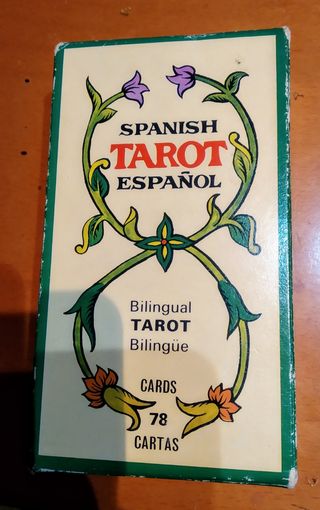 SPANISH
TAROT
ESPAÑOL
Bilingual
TAROT
Bilingüe
CARDS
78
CARTAS